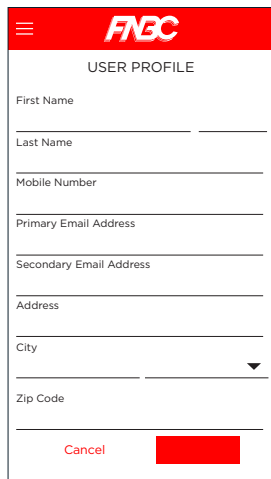 FNBC
USER PROFILE
First Name
Last Name
Mobile Number
Primary Email Address
Secondary Email Address
Address
City
Zip Code
Cancel